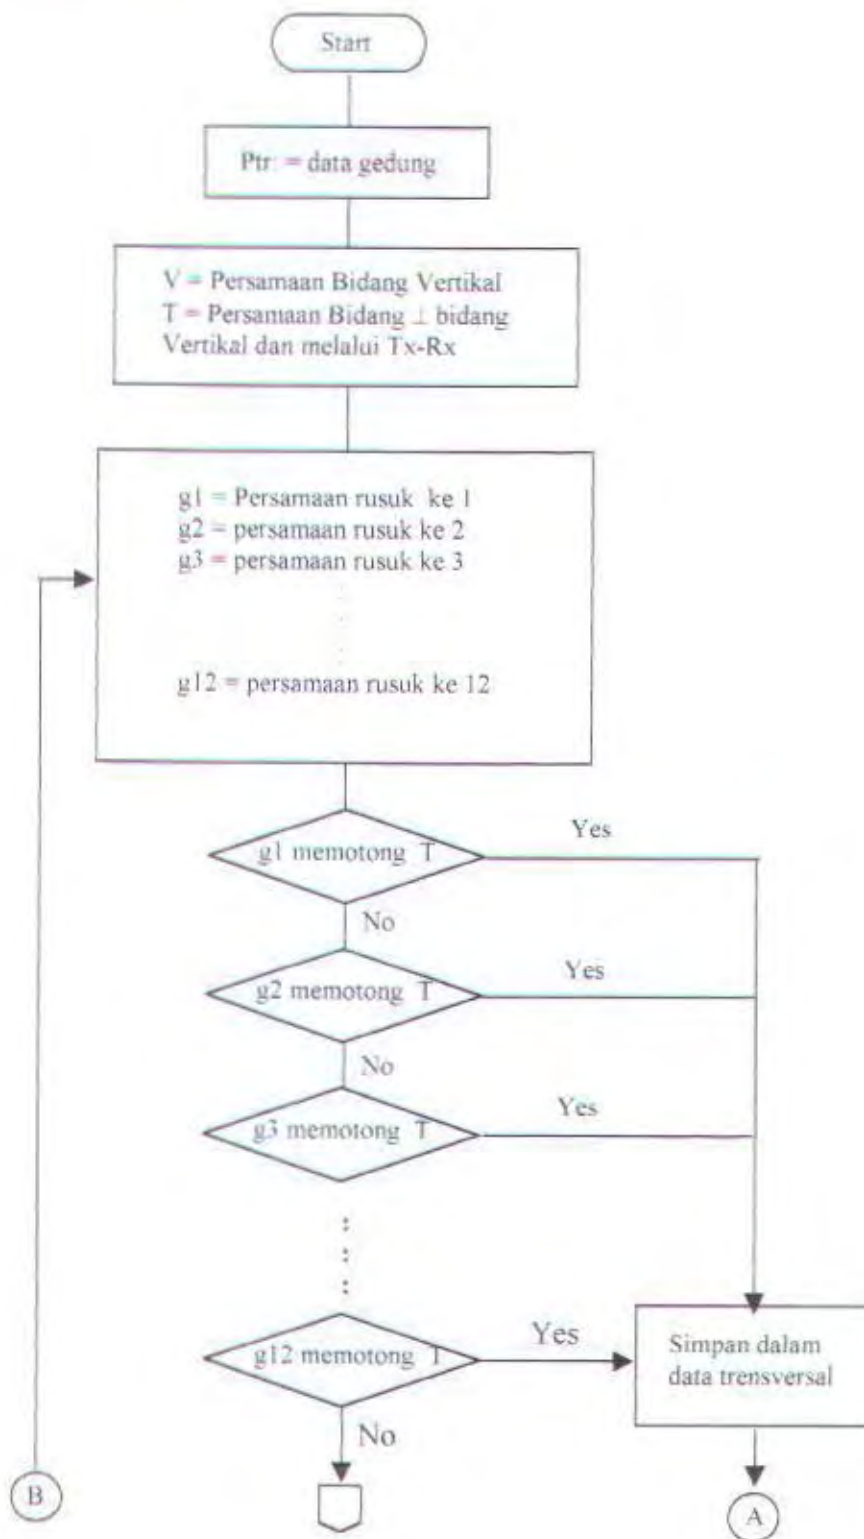 Start
Ptr: = data gedung
V = Persamaan Bidang Vertikal
T = Persamaan Bidang ⊥ bidang
Vertikal dan melalui Tx-Rx
g1 = Persamaan rusuk ke 1
g2 = persamaan rusuk ke 2
g3 = persamaan rusuk ke 3
g12 = persamaan rusuk ke 12
g1 memotong T
Yes
No
g2 memotong T
Yes
No
g3 memotong T
Yes
g12 memotong T
Yes
Simpan dalam
data trensversal
No
B
A